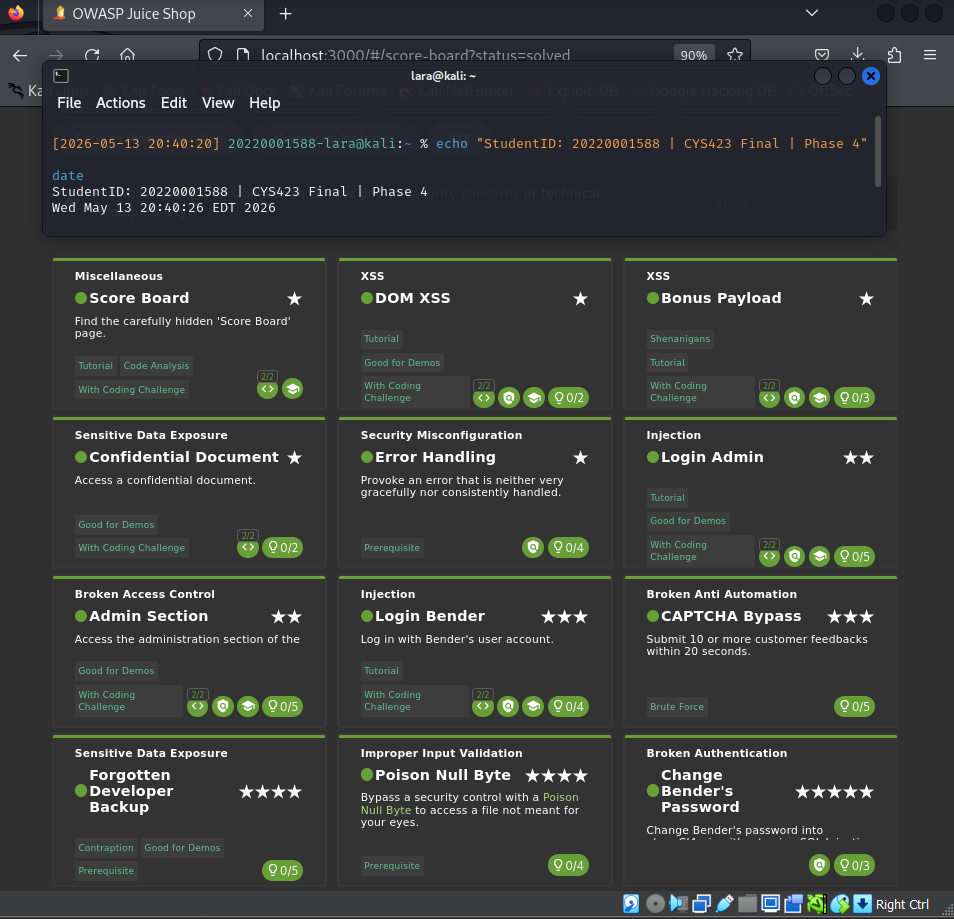 OWASP Juice Shop
localhost:3000/#/score-board?status=solved
90%
lara@kali: ~
File Actions Edit View Help
[2026-05-13 20:40:20] 20220001588-lara@kali:~ % echo "StudentID: 20220001588 | CYS423 Final | Phase 4"
date
StudentID: 20220001588 | CYS423 Final | Phase 4
Wed May 13 20:40:26 EDT 2026
Miscellaneous
Score Board
Find the carefully hidden 'Score Board'
page.
Tutorial Code Analysis
With Coding Challenge
2/2
XSS
DOM XSS
Tutorial
Good for Demos
With Coding
Challenge
2/2
0/2
XSS
Bonus Payload
Shenanigans
Tutorial
With Coding
Challenge
2/2
0/3
Sensitive Data Exposure
Confidential Document
Access a confidential document.
Good for Demos
With Coding Challenge
2/2
0/2
Security Misconfiguration
Error Handling
Provoke an error that is neither very
gracefully nor consistently handled.
Prerequisite
0/4
Injection
Login Admin
Tutorial
Good for Demos
With Coding
Challenge
2/2
0/5
Broken Access Control
Admin Section
Access the administration section of the
Good for Demos
With Coding
Challenge
2/2
0/5
Injection
Login Bender
Log in with Bender's user account.
Tutorial
With Coding
Challenge
2/2
0/4
Broken Anti Automation
CAPTCHA Bypass
Submit 10 or more customer feedbacks
within 20 seconds.
Brute Force
0/5
Sensitive Data Exposure
Forgotten
Developer
Backup
Contraption Good for Demos
Prerequisite
0/5
Improper Input Validation
Poison Null Byte
Bypass a security control with a Poison
Null Byte to access a file not meant for
your eyes.
Prerequisite
0/4
Broken Authentication
Change
Bender's
Password
Change Bender's password into
0/3
Right Ctrl